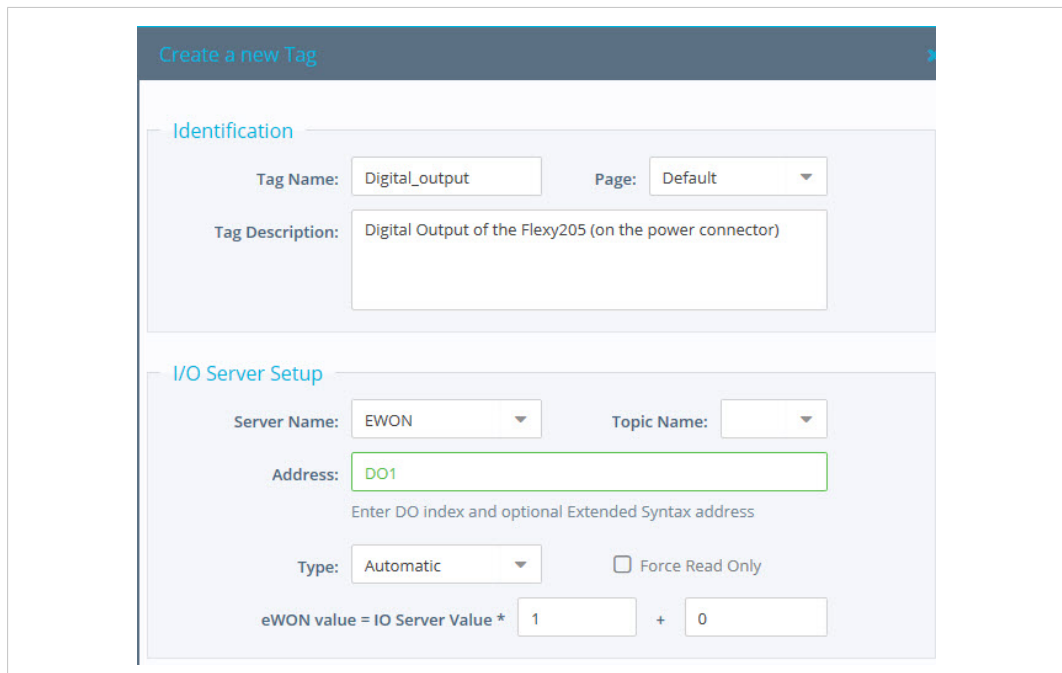 Create a new Tag
Identification
Tag Name: Digital_output Page: Default
Tag Description: Digital Output of the Flexy205 (on the power connector)
I/O Server Setup
Server Name: EWON Topic Name:
Address: DO1
Enter DO index and optional Extended Syntax address
Type: Automatic Force Read Only
eWON value = IO Server Value * 1 + 0